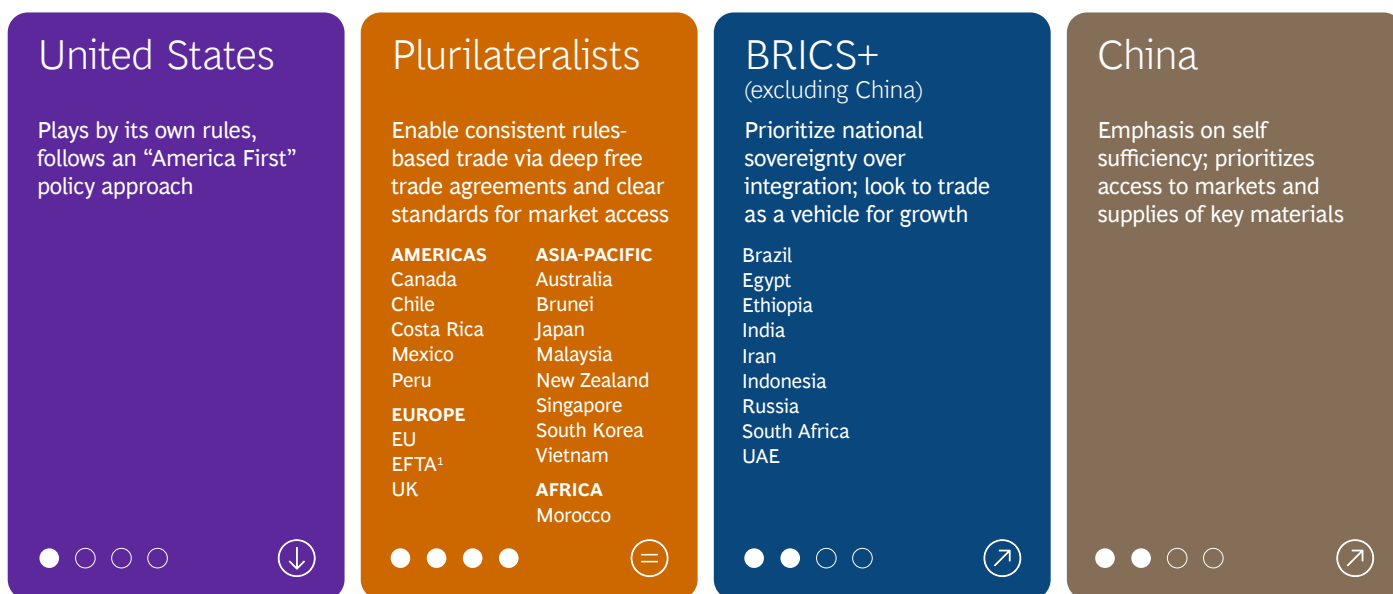 United States
Plays by its own rules,
follows an “America First”
policy approach
Plurilateralists
Enable consistent rules-
based trade via deep free
trade agreements and clear
standards for market access
AMERICAS
Canada
Chile
Costa Rica
Mexico
Peru
EUROPE
EU
EFTA¹
UK
ASIA-PACIFIC
Australia
Brunei
Japan
Malaysia
New Zealand
Singapore
South Korea
Vietnam
AFRICA
Morocco
BRICS+
(excluding China)
Prioritize national
sovereignty over
integration; look to trade
as a vehicle for growth
Brazil
Egypt
Ethiopia
India
Iran
Indonesia
Russia
South Africa
UAE
China
Emphasis on self
sufficiency; prioritizes
access to markets and
supplies of key materials